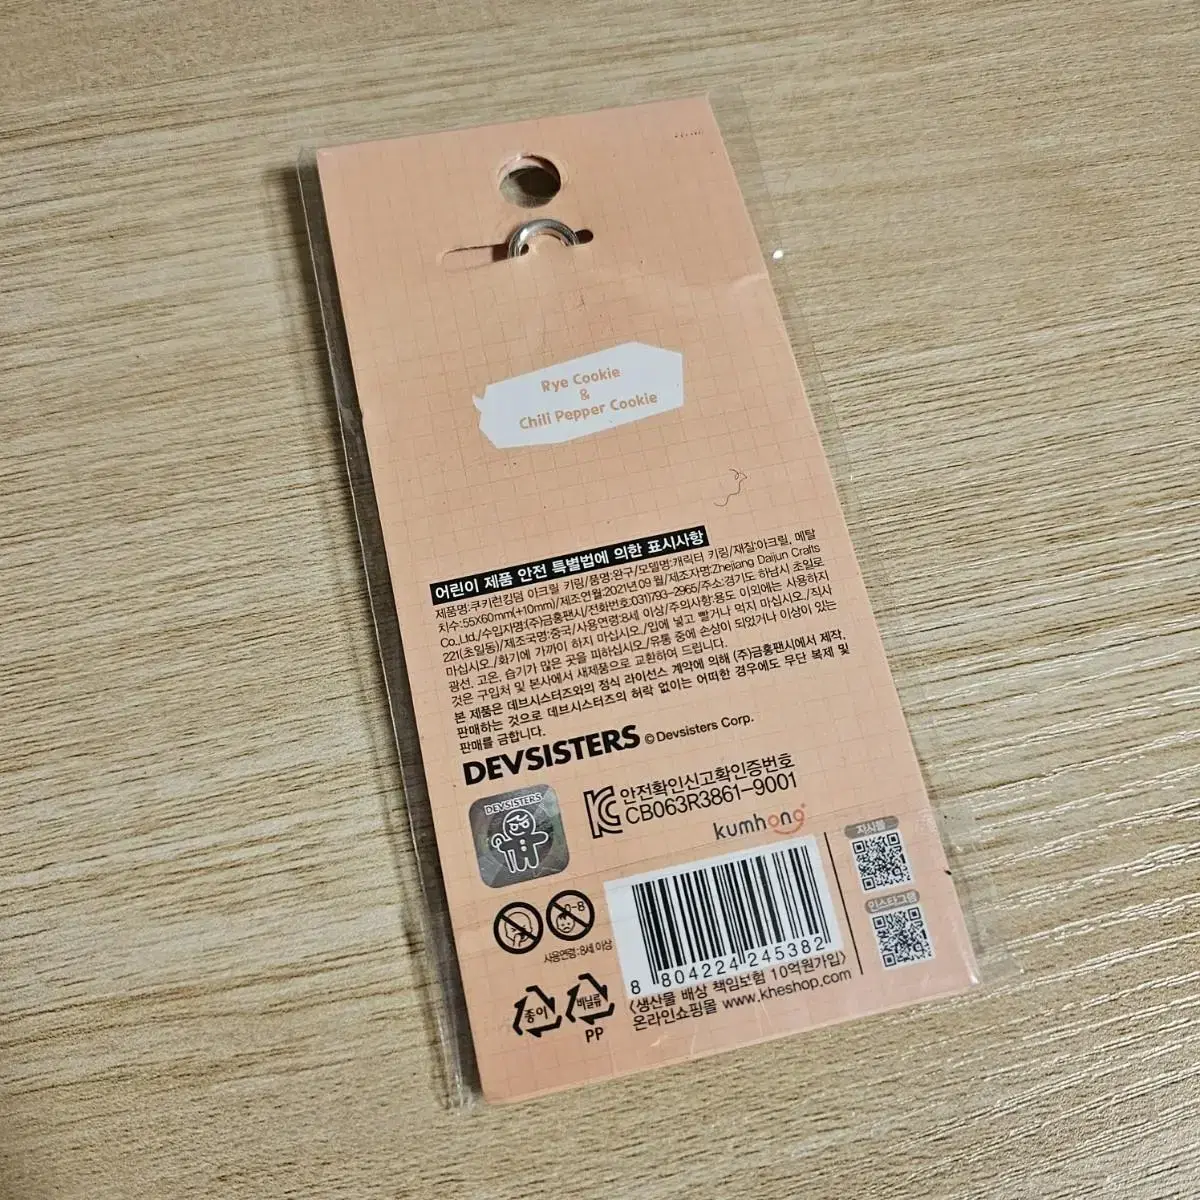 Rye Cookie
&
Chili Pepper Cookie
어린이 제품 안전 특별법에 의한 표시사항
제품명:쿠키런킹덤 아크릴 키링/품명:완구/모델명:캐릭터 키링/재질:아크릴, 메탈
치수:55X60mm(+10mm)/제조연월:2021년 09월/제조자명:Zhejiang Daijun Crafts
Co.,Ltd./수입자명:(주)금홍팬시/전화번호:031)793-2965/주소:경기도 하남시 초일로
221(초일동)/제조국명:중국/사용연령:8세 이상/주의사항:용도 이외에는 사용하지
마십시오./화기에 가까이 하지 마십시오./입에 넣고 빨거나 먹지 마십시오./직사
광선, 고온, 습기가 많은 곳을 피하십시오./유통 중에 손상이 되었거나 이상이 있는
것은 구입처 및 본사에서 새제품으로 교환하여 드립니다.
본 제품은 데브시스터즈와의 정식 라이선스 계약에 의해 (주)금홍팬시에서 제작,
판매하는 것으로 데브시스터즈의 허락 없이는 어떠한 경우에도 무단 복제 및
판매를 금합니다.
DEVSISTERS © Devsisters Corp.
DEVSISTERS
안전확인신고확인증번호
CB063R3861-9001
kumhong
자사몰
인스타그램
0-8
사용연령 : 8세 이상
8 804224 245382
종이
비닐류
PP
<생산물 배상 책임보험 10억원가입>
온라인쇼핑몰 www.kheshop.com